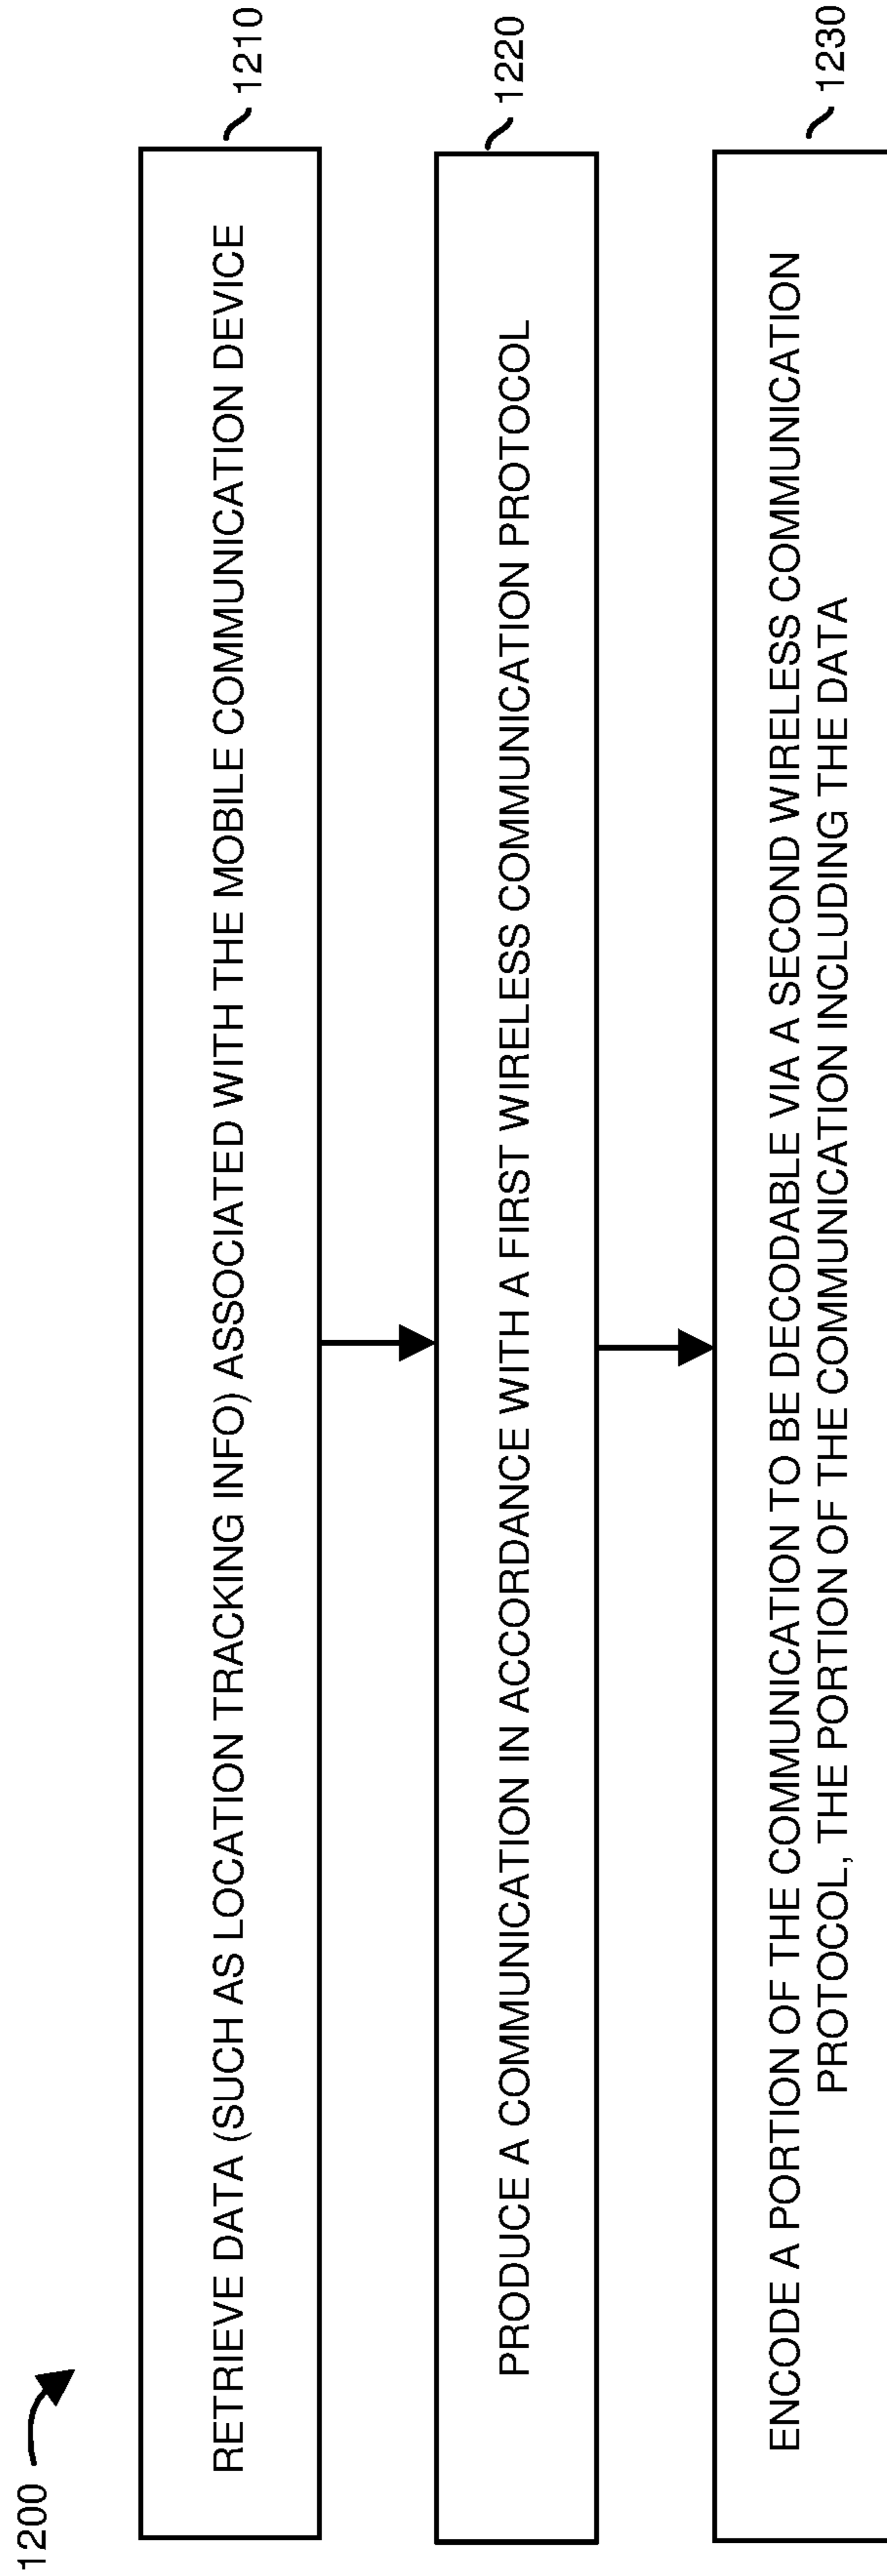 1200
RETRIEVE DATA (SUCH AS LOCATION TRACKING INFO) ASSOCIATED WITH THE MOBILE COMMUNICATION DEVICE
1210
PRODUCE A COMMUNICATION IN ACCORDANCE WITH A FIRST WIRELESS COMMUNICATION PROTOCOL
1220
ENCODE A PORTION OF THE COMMUNICATION TO BE DECODABLE VIA A SECOND WIRELESS COMMUNICATION
PROTOCOL, THE PORTION OF THE COMMUNICATION INCLUDING THE DATA
1230